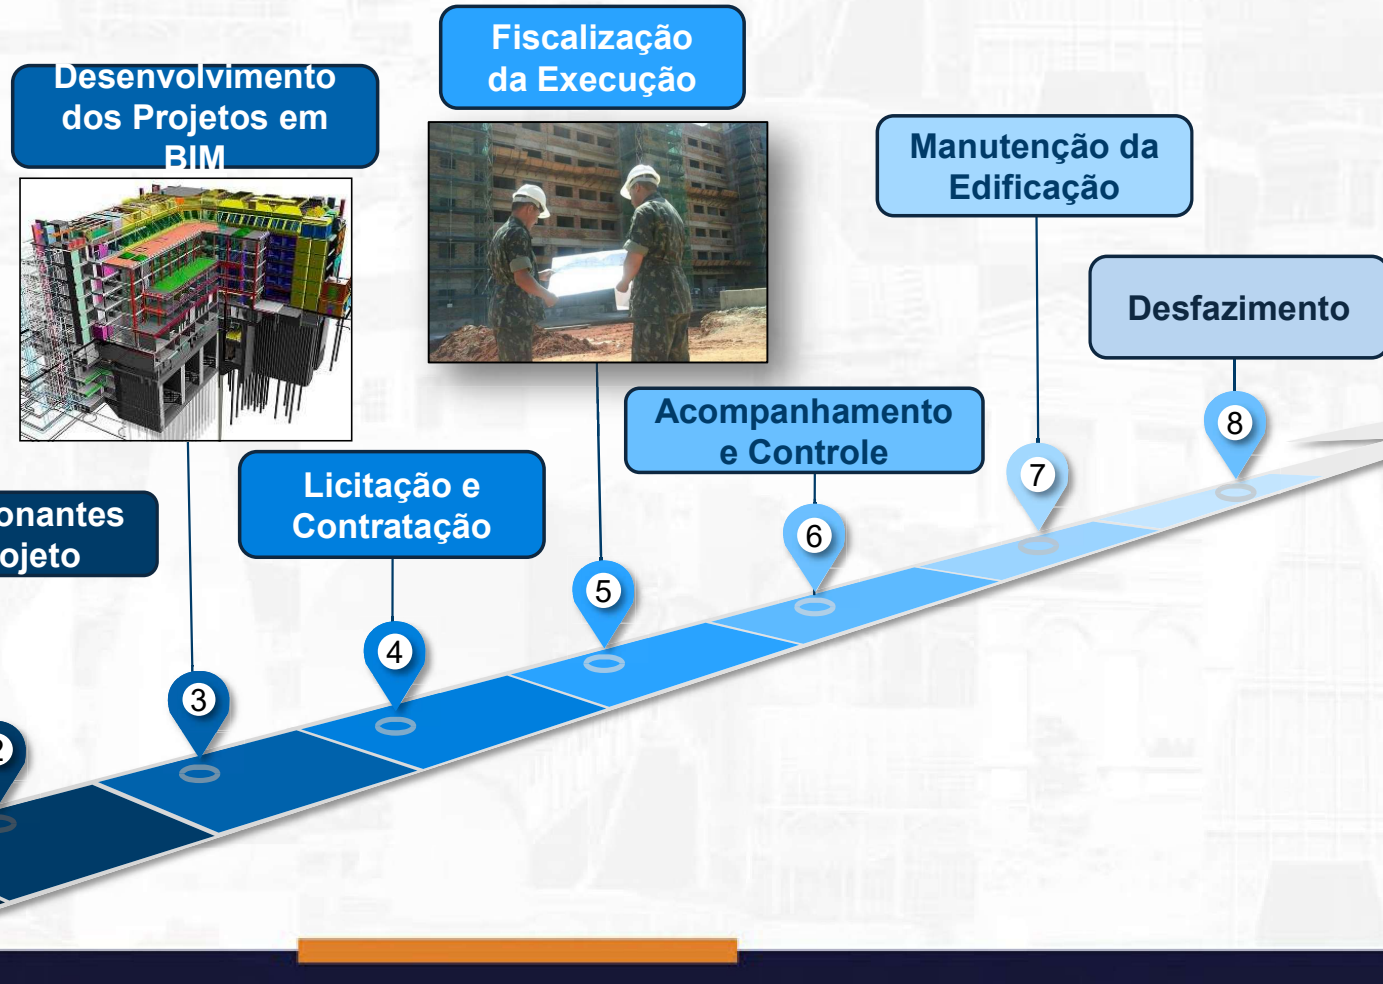 Fiscalização
da Execução
Desenvolvimento
dos Projetos em
BIM
Manutenção da
Edificação
Desfazimento
Acompanhamento
e Controle
Licitação e
Contratação
onantes
ojeto
8
7
6
5
4
3
2